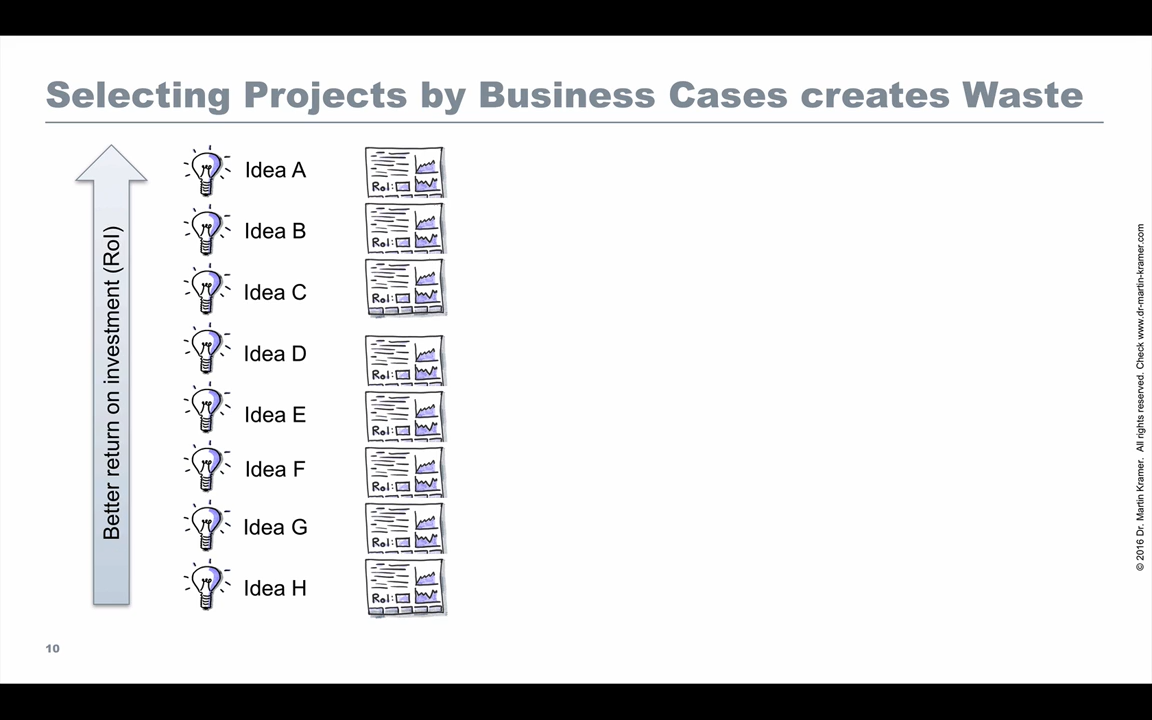 Selecting Projects by Business Cases creates Waste
Better return on investment (RoI)
Idea A
RoI:
Idea B
RoI:
Idea C
RoI:
Idea D
RoI:
Idea E
RoI:
Idea F
RoI:
Idea G
RoI:
Idea H
RoI:
© 2016 Dr. Martin Kramer. All rights reserved. Check www.dr-martin-kramer.com
10